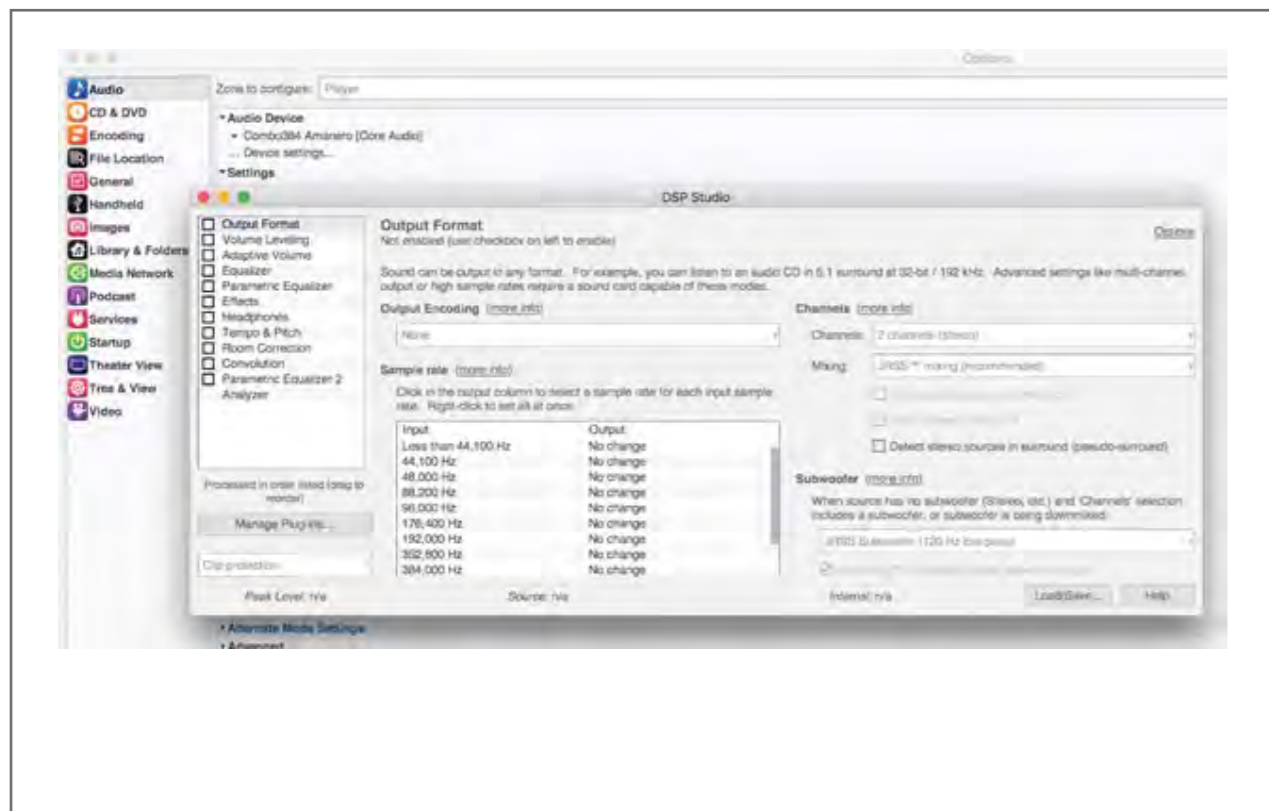 Options
Audio
CD & DVD
Encoding
File Location
General
Handheld
Images
Library & Folders
Media Network
Podcast
Services
Startup
Theater View
Tree & View
Video
Zone to configure: Player
Audio Device
Combo384 Amanero [Core Audio]
... Device settings...
Settings
DSP Studio
Output Format
Volume Leveling
Adaptive Volume
Equalizer
Parametric Equalizer
Effects
Headphones
Tempo & Pitch
Room Correction
Convolution
Parametric Equalizer 2
Analyzer
Processed in order listed (drag to
reorder)
Manage Plug-ins...
Clip protection
Peak Level: n/a
Output Format
Not enabled (use checkbox on left to enable)
Options
Sound can be output in any format. For example, you can listen to an audio CD in 5.1 surround at 32-bit / 192 kHz. Advanced settings like multi-channel
output or high sample rates require a sound card capable of these modes.
Output Encoding (more info)
None
Sample rate (more info)
Click in the output column to select a sample rate for each input sample
rate. Right-click to set all at once.
Input Output
Less than 44,100 Hz No change
44,100 Hz No change
48,000 Hz No change
88,200 Hz No change
96,000 Hz No change
176,400 Hz No change
192,000 Hz No change
352,800 Hz No change
384,000 Hz No change
Channels (more info)
Channels: 2 channels (stereo)
Mixing: JRSS™ mixing (recommended)
Detect stereo sources in surround (pseudo-surround)
Subwoofer (more info)
When source has no subwoofer (Stereo, etc.) and 'Channels' selection
includes a subwoofer, or subwoofer is being downmixed:
JRSS Subwoofer (120 Hz low-pass)
Source: n/a
Internal: n/a
Load/Save...
Help
Alternate Mode Settings
Advanced